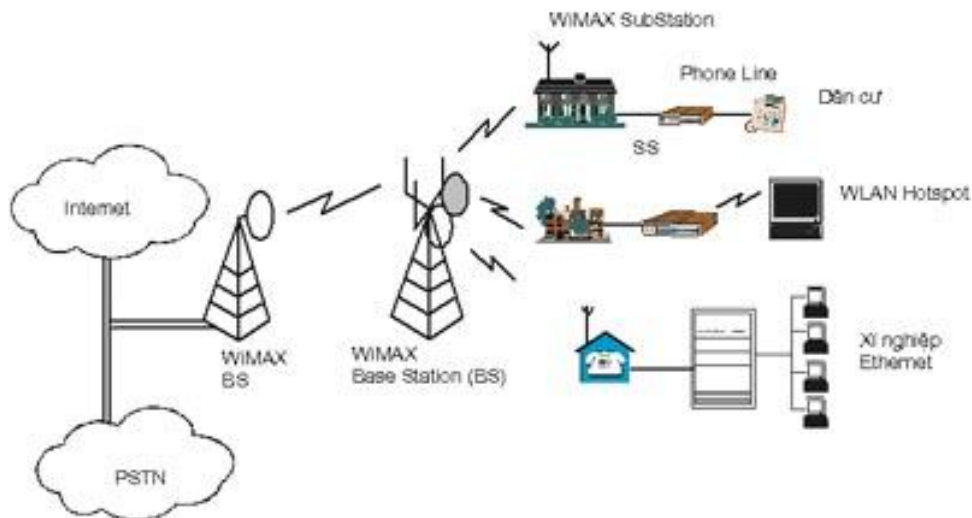 WiMAX SubStation
Phone Line
Dân cư
SS
WLAN Hotspot
Internet
WiMAX
BS
WiMAX
Base Station (BS)
Xí nghiệp
Ethernet
PSTN